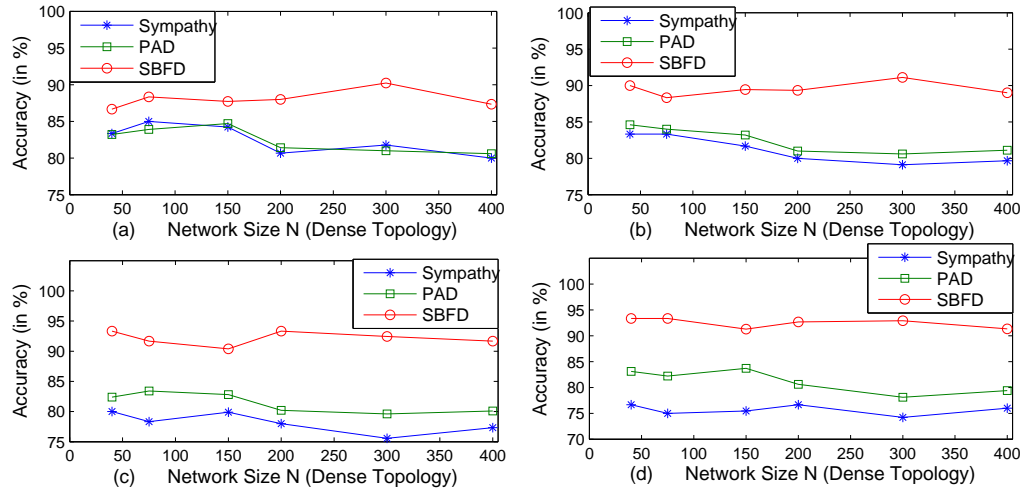 100
95
90
85
80
75
Accuracy (in %)
Sympathy
PAD
SBFD
0 50 100 150 200 250 300 350 400
(a) Network Size N (Dense Topology)
100
95
90
85
80
75
Accuracy (in %)
Sympathy
PAD
SBFD
0 50 100 150 200 250 300 350 400
(b) Network Size N (Dense Topology)
100
95
90
85
80
75
Accuracy (in %)
Sympathy
PAD
SBFD
0 50 100 150 200 250 300 350 400
(c) Network Size N (Dense Topology)
100
95
90
85
80
75
70
Accuracy (in %)
Sympathy
PAD
SBFD
0 50 100 150 200 250 300 350 400
(d) Network Size N (Dense Topology)